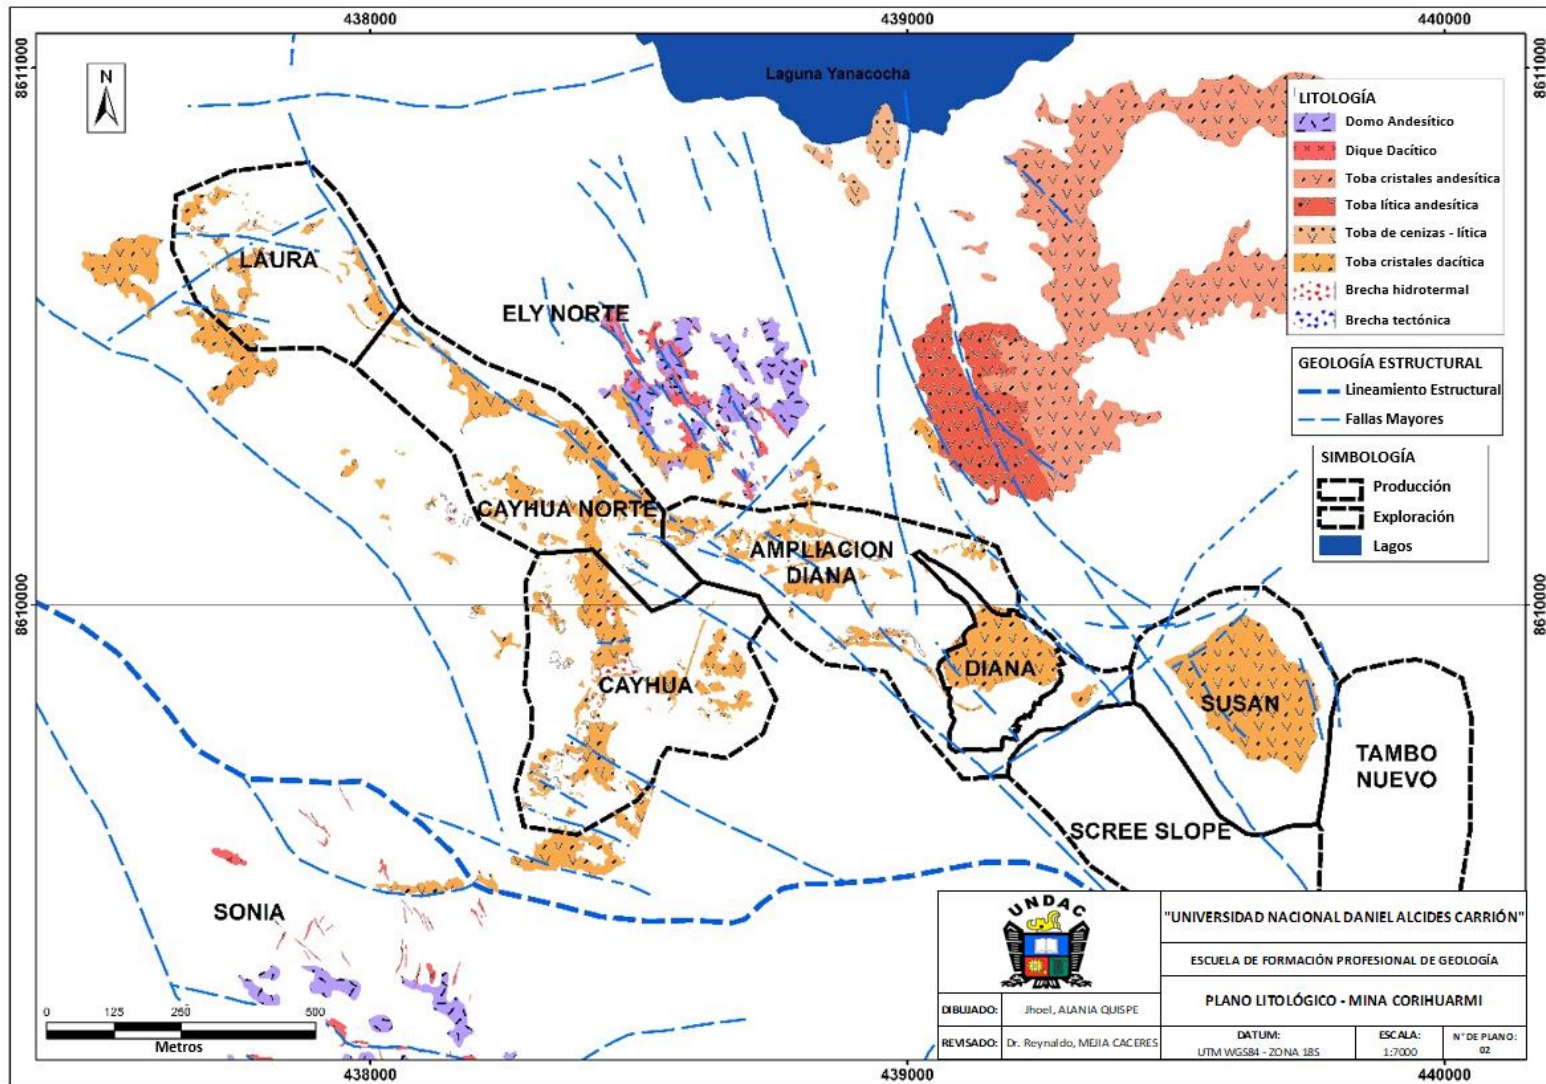 438000
439000
440000
8611000
8611000
N
Laguna Yanacocha
LITOLOGÍA
Domo Andesítico
Dique Dacítico
Toba cristales andesítica
Toba lítica andesítica
Toba de cenizas - lítica
Toba cristales dacítica
Brecha hidrotermal
Brecha tectónica
LAURA
ELY NORTE
GEOLOGÍA ESTRUCTURAL
Lineamiento Estructural
Fallas Mayores
SIMBOLOGÍA
Producción
Exploración
Lagos
CAYHUA NORTE
AMPLIACION
DIANA
8610000
8610000
DIANA
CAYHUA
SUSAN
TAMBO
NUEVO
SCREE SLOPE
SONIA
UNDAC
"UNIVERSIDAD NACIONAL DANIEL ALCIDES CARRIÓN"
ESCUELA DE FORMACIÓN PROFESIONAL DE GEOLOGÍA
PLANO LITOLÓGICO - MINA CORIHUARMI
DIBUJADO:
Jhoel, ALANIA QUISPE
REVISADO:
Dr. Reynaldo, MEJIA CACERES
DATUM:
UTM WGS84 - ZONA 18S
ESCALA:
1:7000
N° DE PLANO:
02
0 125 250 500
Metros
438000
439000
440000